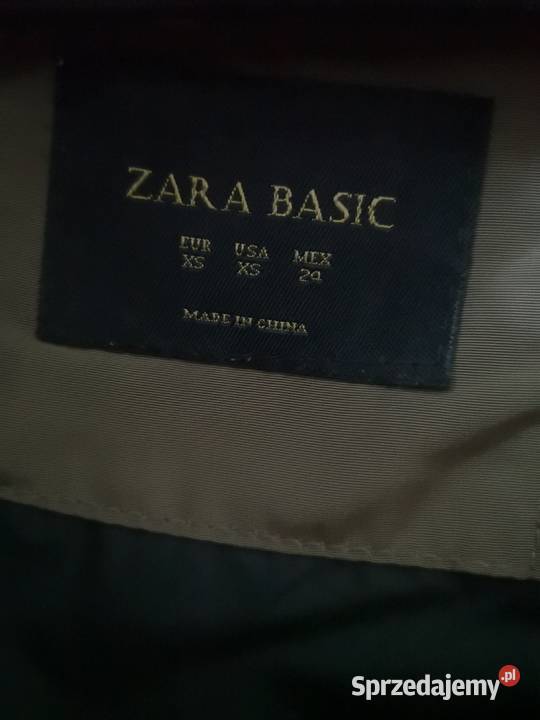 ZARA BASIC
EUR USA MEX
XS XS 24
MADE IN CHINA
Sprzedajemy.pl